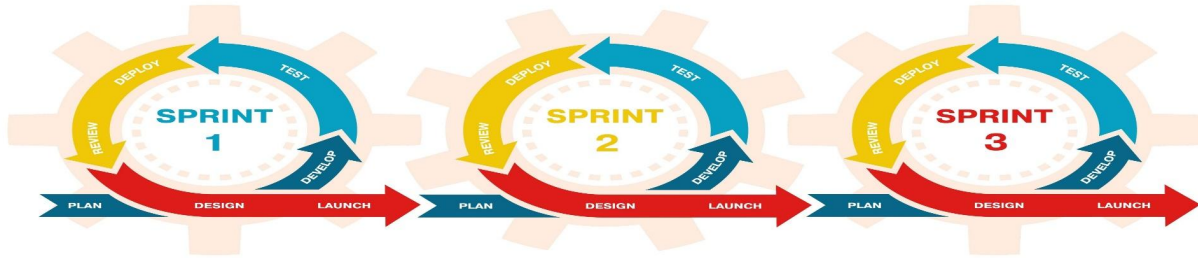 DEPLOY
TEST
REVIEW
SPRINT
1
DEVELOP
PLAN
DESIGN
LAUNCH
DEPLOY
TEST
REVIEW
SPRINT
2
DEVELOP
PLAN
DESIGN
LAUNCH
DEPLOY
TEST
REVIEW
SPRINT
3
DEVELOP
PLAN
DESIGN
LAUNCH